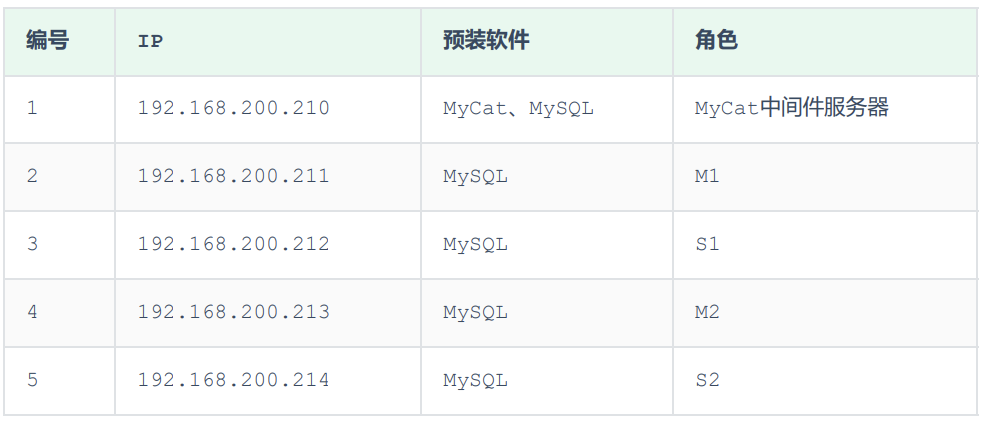 编号 IP 预装软件 角色
1 192.168.200.210 MyCat、MySQL MyCat中间件服务器
2 192.168.200.211 MySQL M1
3 192.168.200.212 MySQL S1
4 192.168.200.213 MySQL M2
5 192.168.200.214 MySQL S2